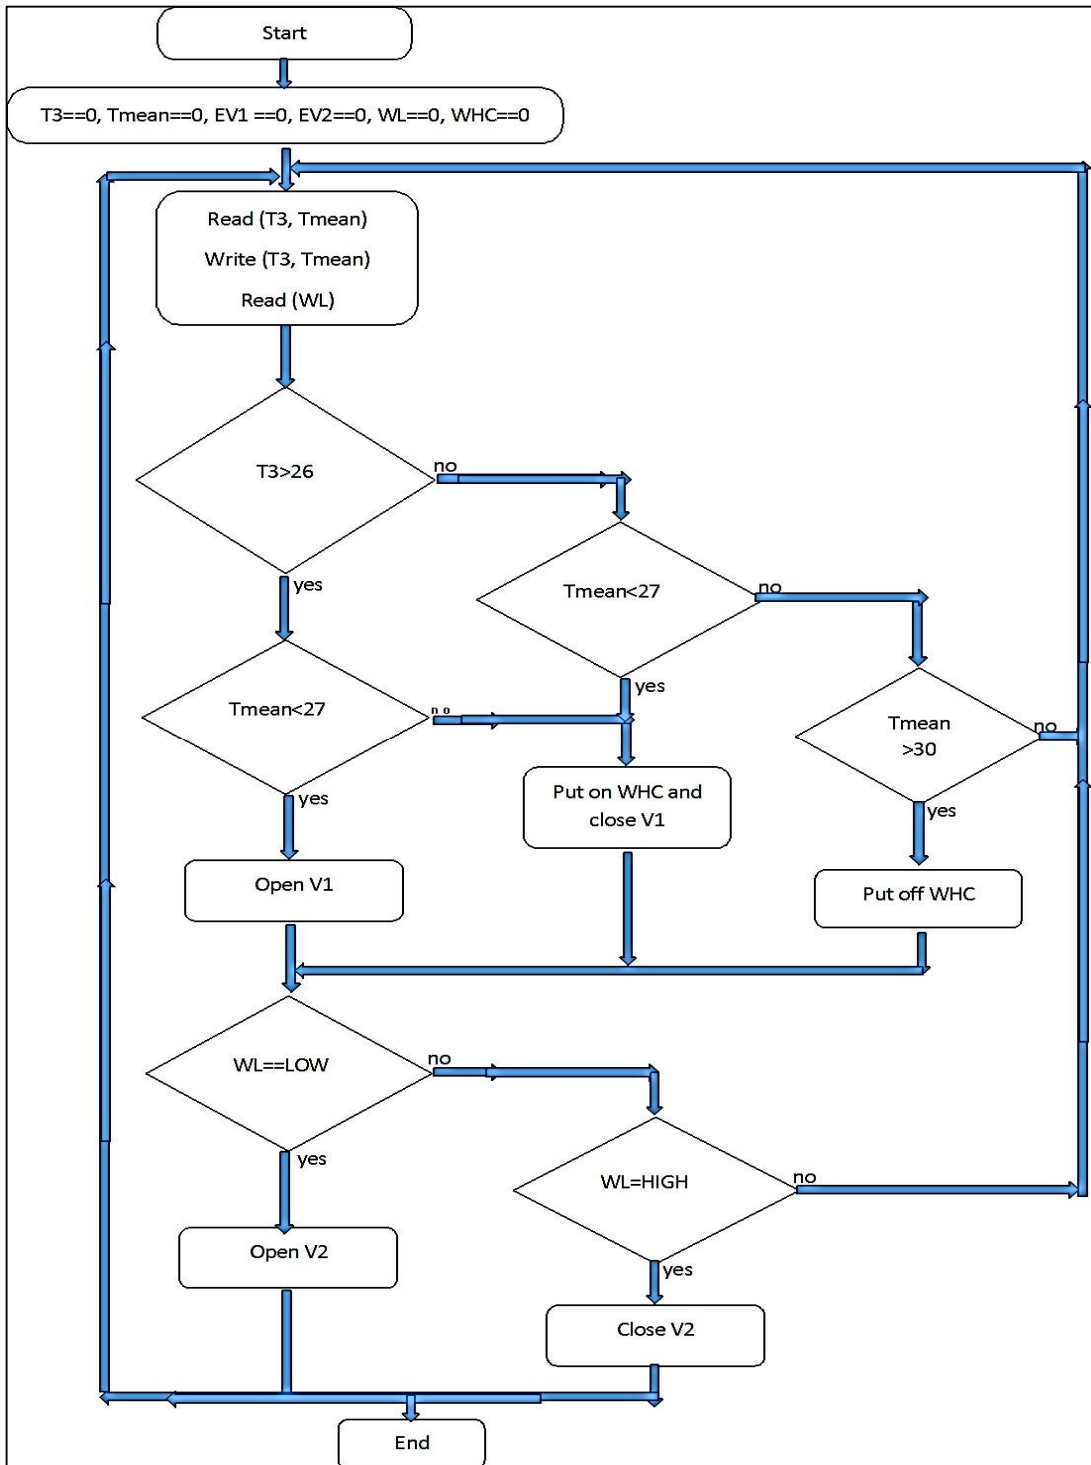 Start
T3==0, Tmean==0, EV1 ==0, EV2==0, WL==0, WHC==0
Read (T3, Tmean)
Write (T3, Tmean)
Read (WL)
T3>26
no
yes
Tmean<27
no
yes
Tmean<27
n o
yes
Tmean
>30
no
yes
Put on WHC and
close V1
Open V1
Put off WHC
WL==LOW
no
yes
WL=HIGH
no
yes
Open V2
Close V2
End